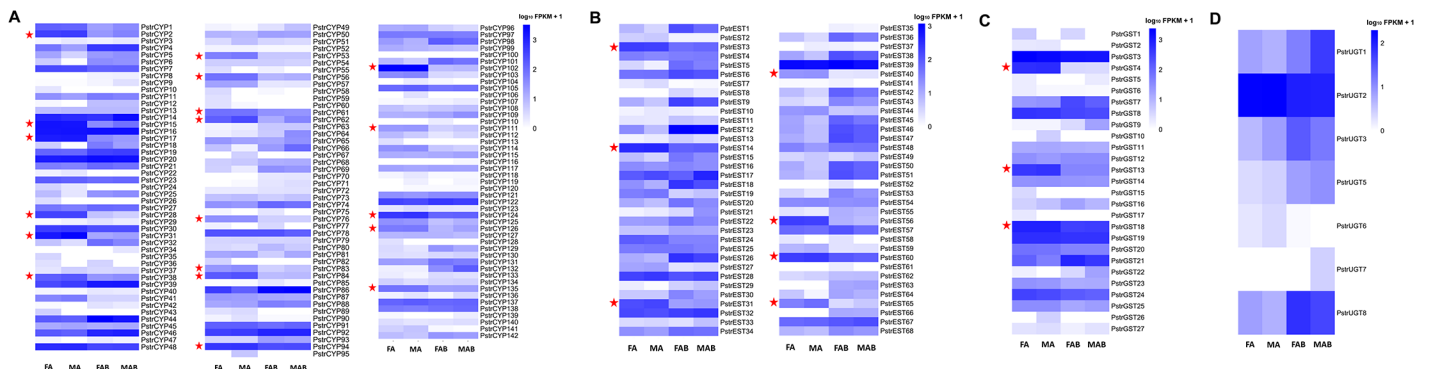 A
log₁₀ FPKM + 1
3
2
1
0
PstrCYP1
PstrCYP2
PstrCYP3
PstrCYP4
PstrCYP5
PstrCYP6
PstrCYP7
PstrCYP8
PstrCYP9
PstrCYP10
PstrCYP11
PstrCYP12
PstrCYP13
PstrCYP14
PstrCYP15
PstrCYP16
PstrCYP17
PstrCYP18
PstrCYP19
PstrCYP20
PstrCYP21
PstrCYP22
PstrCYP23
PstrCYP24
PstrCYP25
PstrCYP26
PstrCYP27
PstrCYP28
PstrCYP29
PstrCYP30
PstrCYP31
PstrCYP32
PstrCYP34
PstrCYP35
PstrCYP36
PstrCYP37
PstrCYP38
PstrCYP39
PstrCYP40
PstrCYP41
PstrCYP42
PstrCYP43
PstrCYP44
PstrCYP45
PstrCYP46
PstrCYP47
PstrCYP48
FA MA FAB MAB
PstrCYP49
PstrCYP50
PstrCYP51
PstrCYP52
PstrCYP53
PstrCYP54
PstrCYP55
PstrCYP56
PstrCYP57
PstrCYP58
PstrCYP59
PstrCYP60
PstrCYP61
PstrCYP62
PstrCYP63
PstrCYP64
PstrCYP65
PstrCYP66
PstrCYP67
PstrCYP68
PstrCYP69
PstrCYP70
PstrCYP71
PstrCYP72
PstrCYP73
PstrCYP74
PstrCYP75
PstrCYP76
PstrCYP77
PstrCYP78
PstrCYP79
PstrCYP80
PstrCYP81
PstrCYP82
PstrCYP83
PstrCYP84
PstrCYP85
PstrCYP86
PstrCYP87
PstrCYP88
PstrCYP89
PstrCYP90
PstrCYP91
PstrCYP92
PstrCYP93
PstrCYP94
PstrCYP95
FA MA FAB MAB
PstrCYP96
PstrCYP97
PstrCYP98
PstrCYP99
PstrCYP100
PstrCYP101
PstrCYP102
PstrCYP103
PstrCYP104
PstrCYP105
PstrCYP106
PstrCYP107
PstrCYP108
PstrCYP109
PstrCYP110
PstrCYP111
PstrCYP112
PstrCYP113
PstrCYP114
PstrCYP115
PstrCYP116
PstrCYP117
PstrCYP118
PstrCYP119
PstrCYP120
PstrCYP121
PstrCYP122
PstrCYP123
PstrCYP124
PstrCYP125
PstrCYP126
PstrCYP127
PstrCYP128
PstrCYP129
PstrCYP130
PstrCYP131
PstrCYP132
PstrCYP133
PstrCYP134
PstrCYP135
PstrCYP136
PstrCYP137
PstrCYP138
PstrCYP139
PstrCYP140
PstrCYP141
PstrCYP142
FA MA FAB MAB
B
log₁₀ FPKM + 1
3
2
1
0
PstrEST1
PstrEST2
PstrEST3
PstrEST4
PstrEST5
PstrEST6
PstrEST7
PstrEST8
PstrEST9
PstrEST10
PstrEST11
PstrEST12
PstrEST13
PstrEST14
PstrEST15
PstrEST16
PstrEST17
PstrEST18
PstrEST19
PstrEST20
PstrEST21
PstrEST22
PstrEST23
PstrEST24
PstrEST25
PstrEST26
PstrEST27
PstrEST28
PstrEST29
PstrEST30
PstrEST31
PstrEST32
PstrEST33
PstrEST34
FA MA FAB MAB
PstrEST35
PstrEST36
PstrEST37
PstrEST38
PstrEST39
PstrEST40
PstrEST41
PstrEST42
PstrEST43
PstrEST44
PstrEST45
PstrEST46
PstrEST47
PstrEST48
PstrEST49
PstrEST50
PstrEST51
PstrEST52
PstrEST53
PstrEST54
PstrEST55
PstrEST56
PstrEST57
PstrEST58
PstrEST59
PstrEST60
PstrEST61
PstrEST62
PstrEST63
PstrEST64
PstrEST65
PstrEST66
PstrEST67
PstrEST68
FA MA FAB MAB
C
log₁₀ FPKM + 1
3
2
1
0
PstrGST1
PstrGST2
PstrGST3
PstrGST4
PstrGST5
PstrGST6
PstrGST7
PstrGST8
PstrGST9
PstrGST10
PstrGST11
PstrGST12
PstrGST13
PstrGST14
PstrGST15
PstrGST16
PstrGST17
PstrGST18
PstrGST19
PstrGST20
PstrGST21
PstrGST22
PstrGST23
PstrGST24
PstrGST25
PstrGST26
PstrGST27
FA MA FAB MAB
D
log₁₀ FPKM + 1
2
1
0
PstrUGT1
PstrUGT2
PstrUGT3
PstrUGT5
PstrUGT6
PstrUGT7
PstrUGT8
FA MA FAB MAB